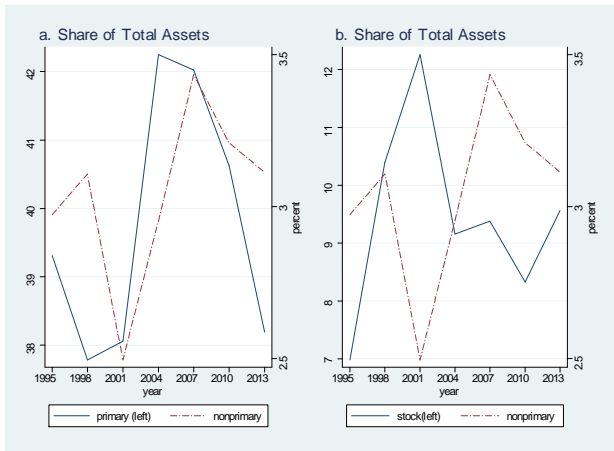 a. Share of Total Assets
42
41
40
39
38
3.5
3
2.5
percent
1995 1998 2001 2004 2007 2010 2013
year
primary (left) nonprimary
b. Share of Total Assets
12
11
10
9
8
7
3.5
3
2.5
percent
1995 1998 2001 2004 2007 2010 2013
year
stock(left) nonprimary